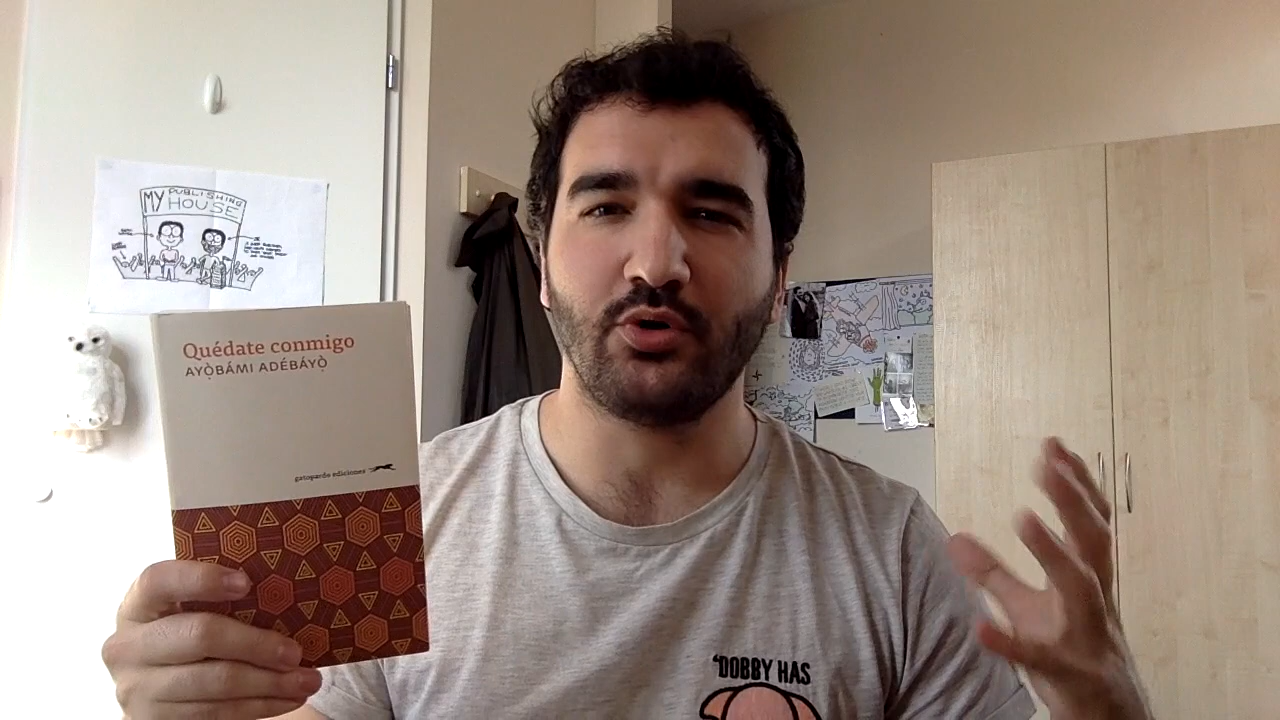 MY PUBLISHING
HOUSE
Quédate conmigo
AYỌ̀BÁMI ADÉBÁYỌ̀
gatopardo ediciones
'DOBBY HAS